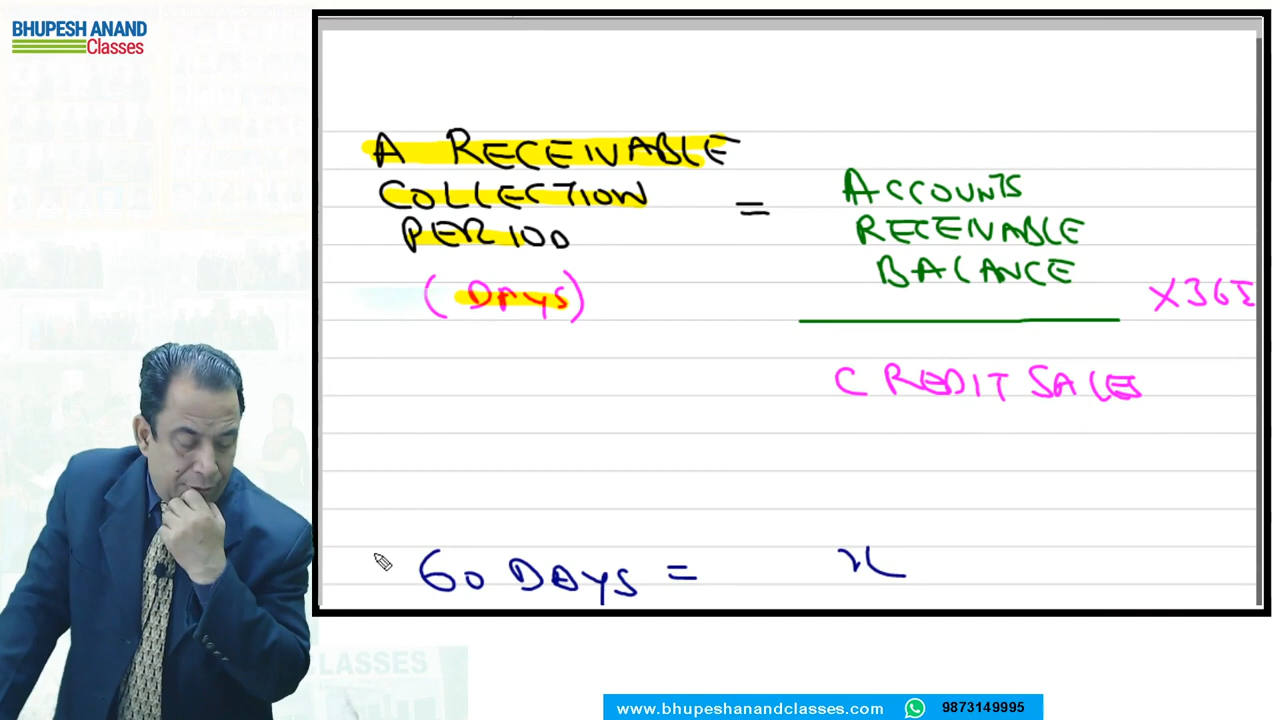 BHUPESH ANAND
Classes
A RECEIVABLE
COLLECTION
PERIOD
(DAYS)
=
ACCOUNTS
RECEIVABLE
BALANCE
X365
CREDIT SALES
60 DAYS = x
CLASSES
www.bhupeshanandclasses.com 9873149995